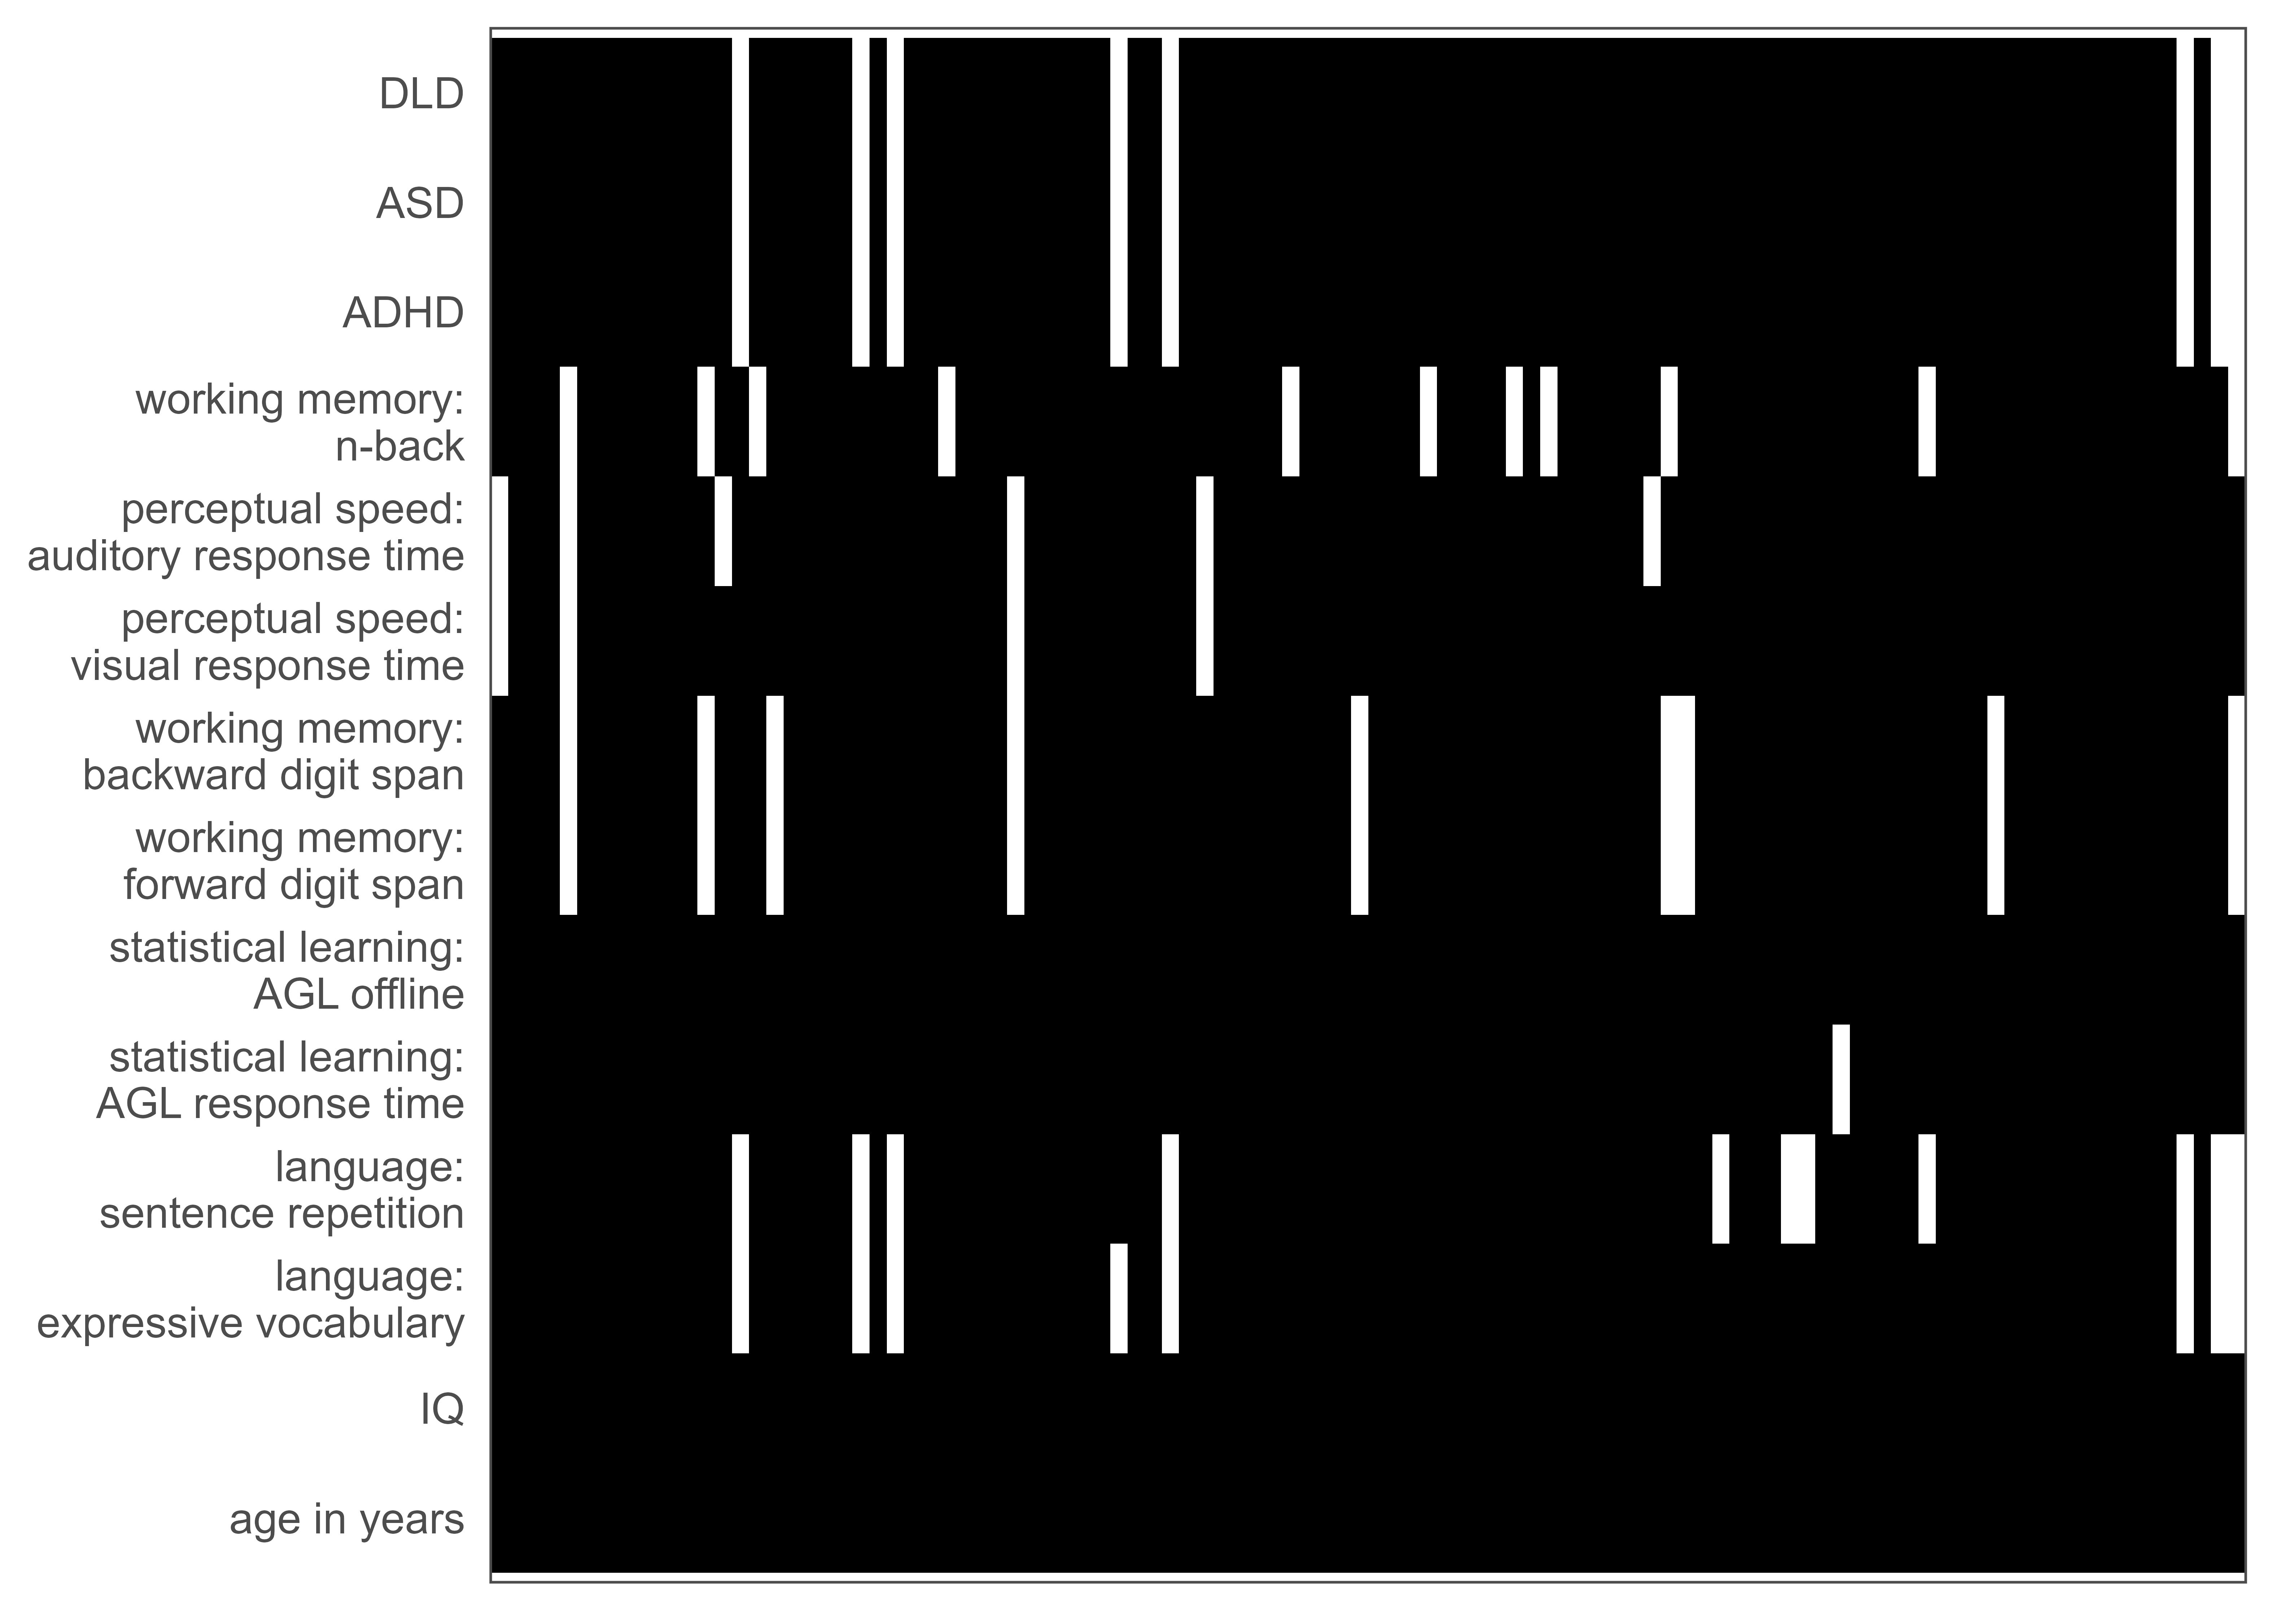 DLD
ASD
ADHD
working memory:
n-back
perceptual speed:
auditory response time
perceptual speed:
visual response time
working memory:
backward digit span
working memory:
forward digit span
statistical learning:
AGL offline
statistical learning:
AGL response time
language:
sentence repetition
language:
expressive vocabulary
IQ
age in years